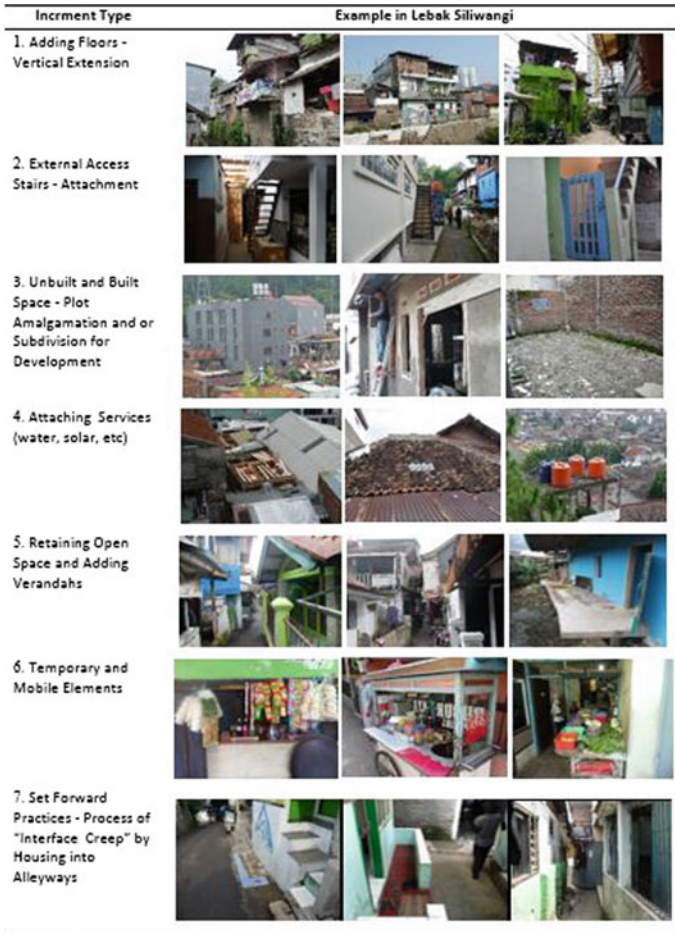 Incrment Type
Example in Lebak Siliwangi
1. Adding Floors -
Vertical Extension
2. External Access
Stairs - Attachment
3. Unbuilt and Built
Space - Plot
Amalgamation and or
Subdivision for
Development
4. Attaching Services
(water, solar, etc)
5. Retaining Open
Space and Adding
Verandahs
6. Temporary and
Mobile Elements
7. Set Forward
Practices - Process of
"Interface Creep" by
Housing into
Alleyways